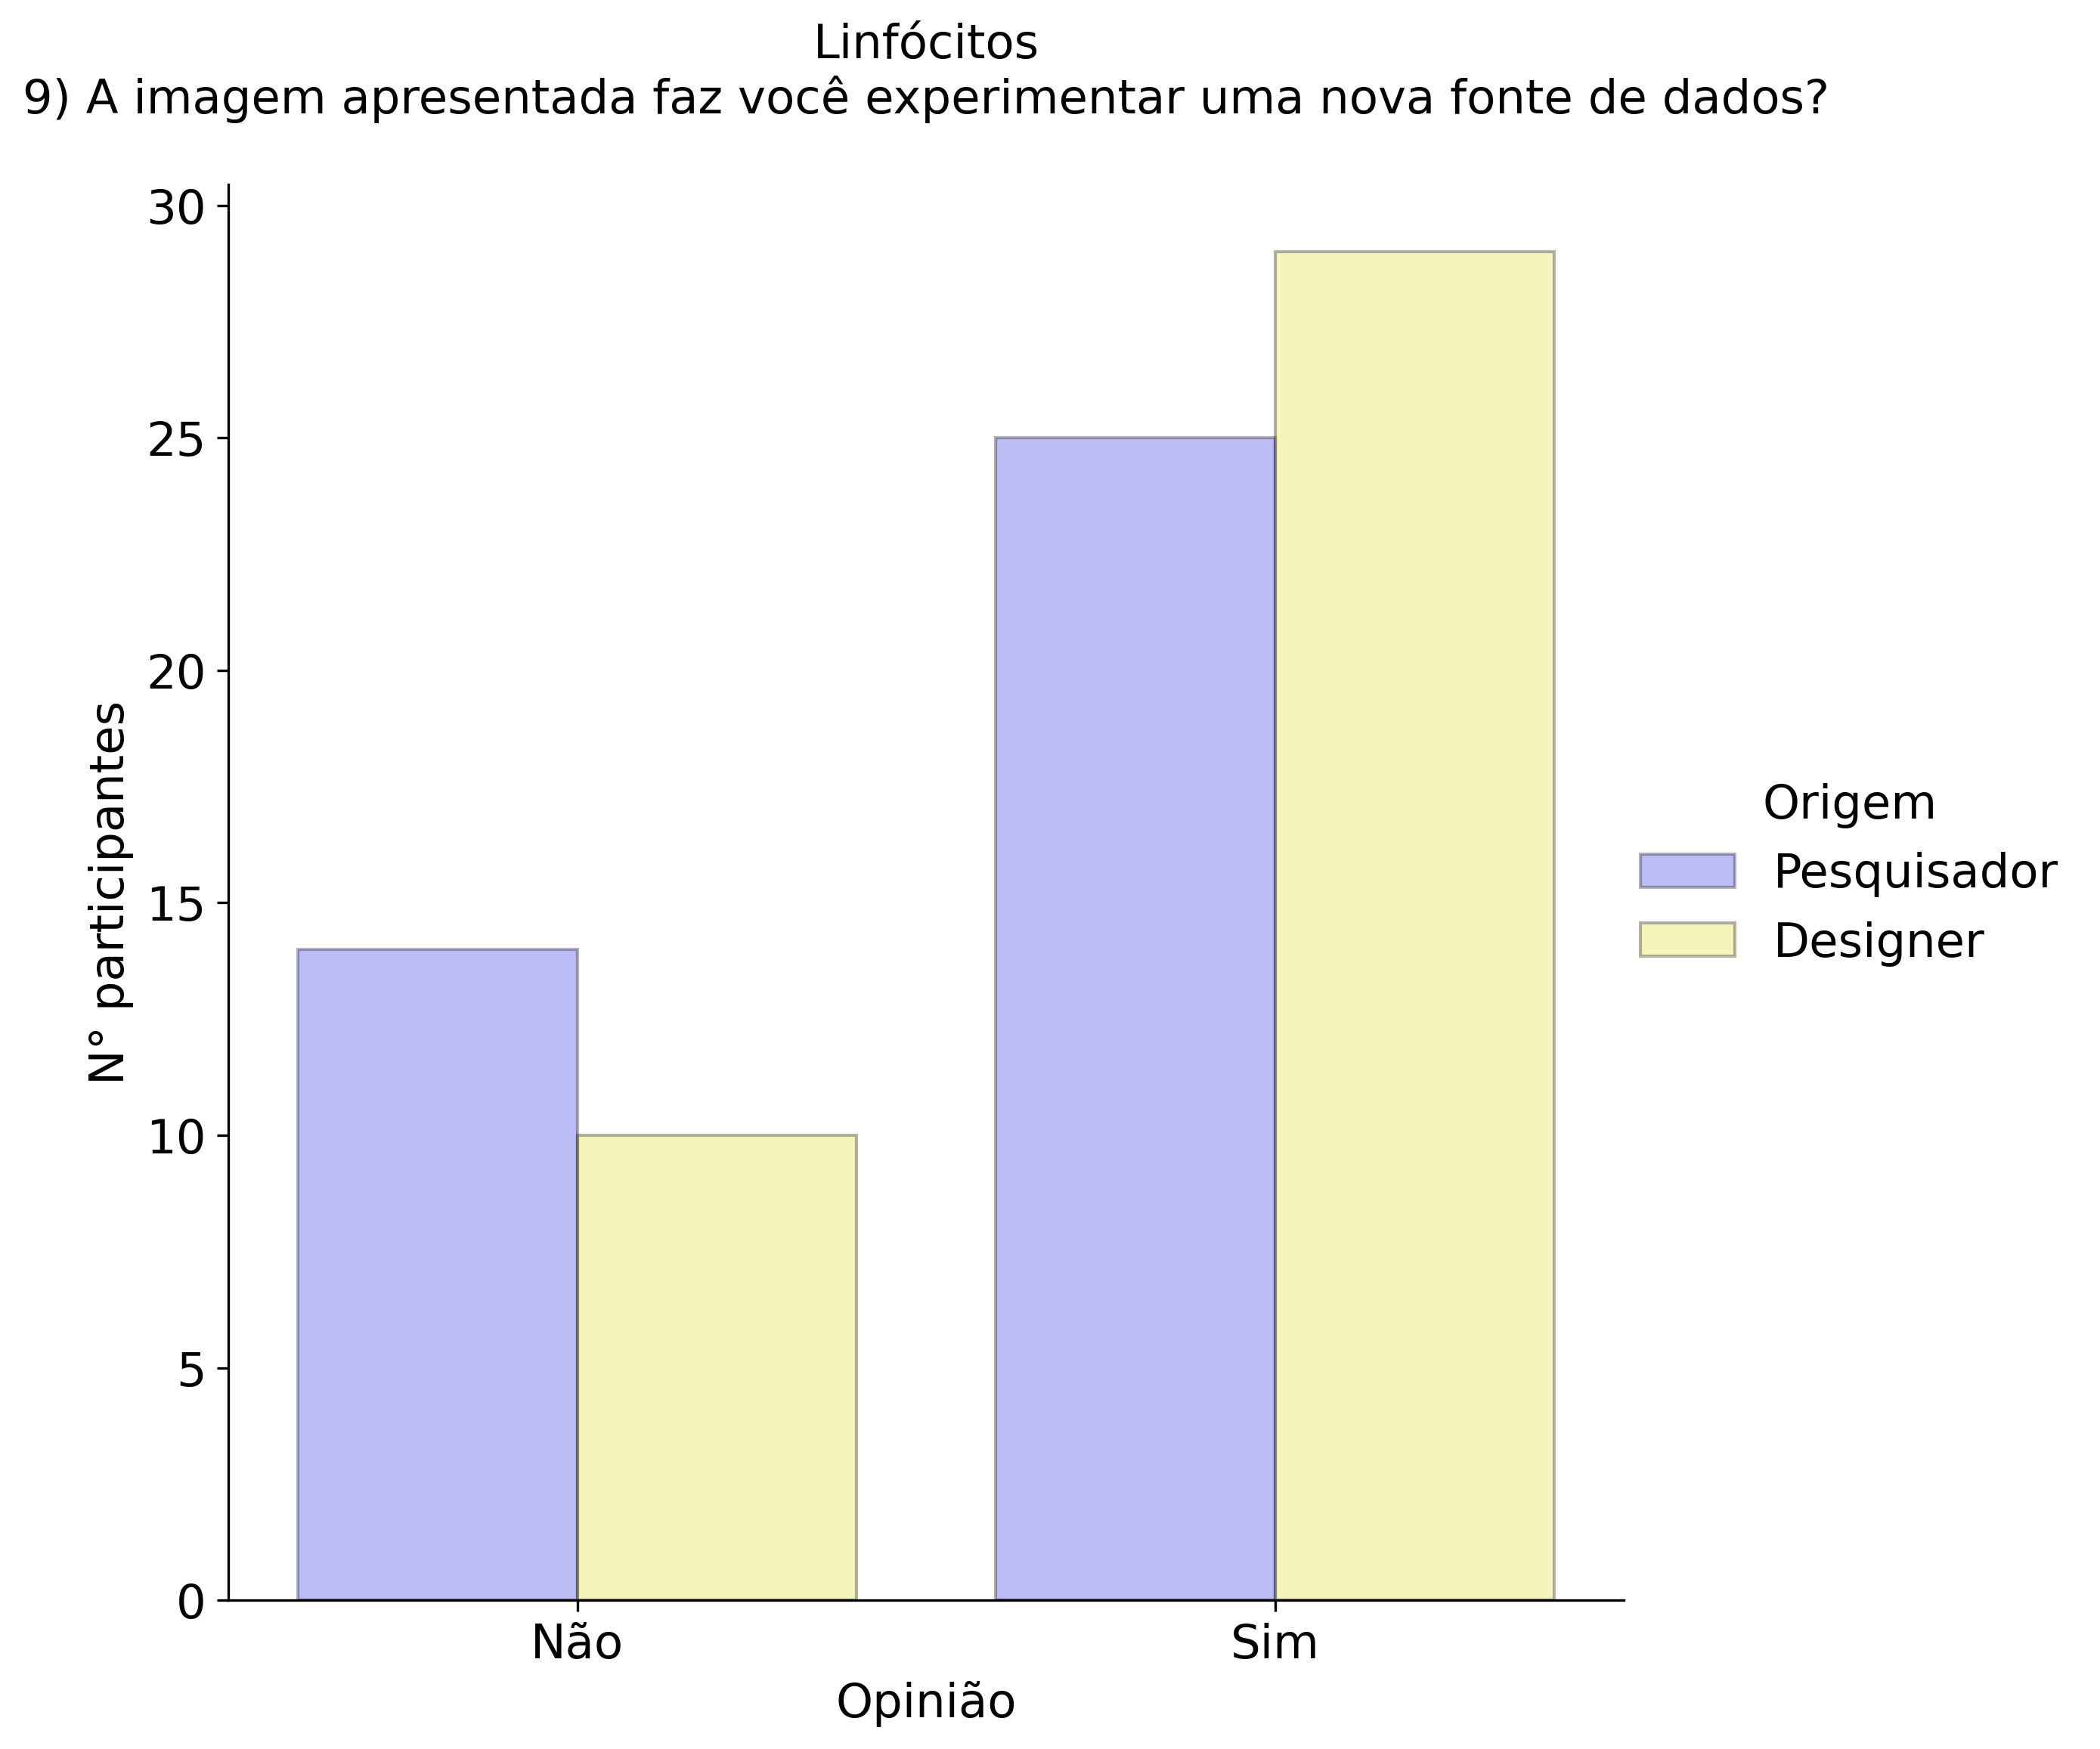 Linfócitos
9) A imagem apresentada faz você experimentar uma nova fonte de dados?
30
25
20
15
10
5
0
N° participantes
Não
Sim
Opinião
Origem
Pesquisador
Designer